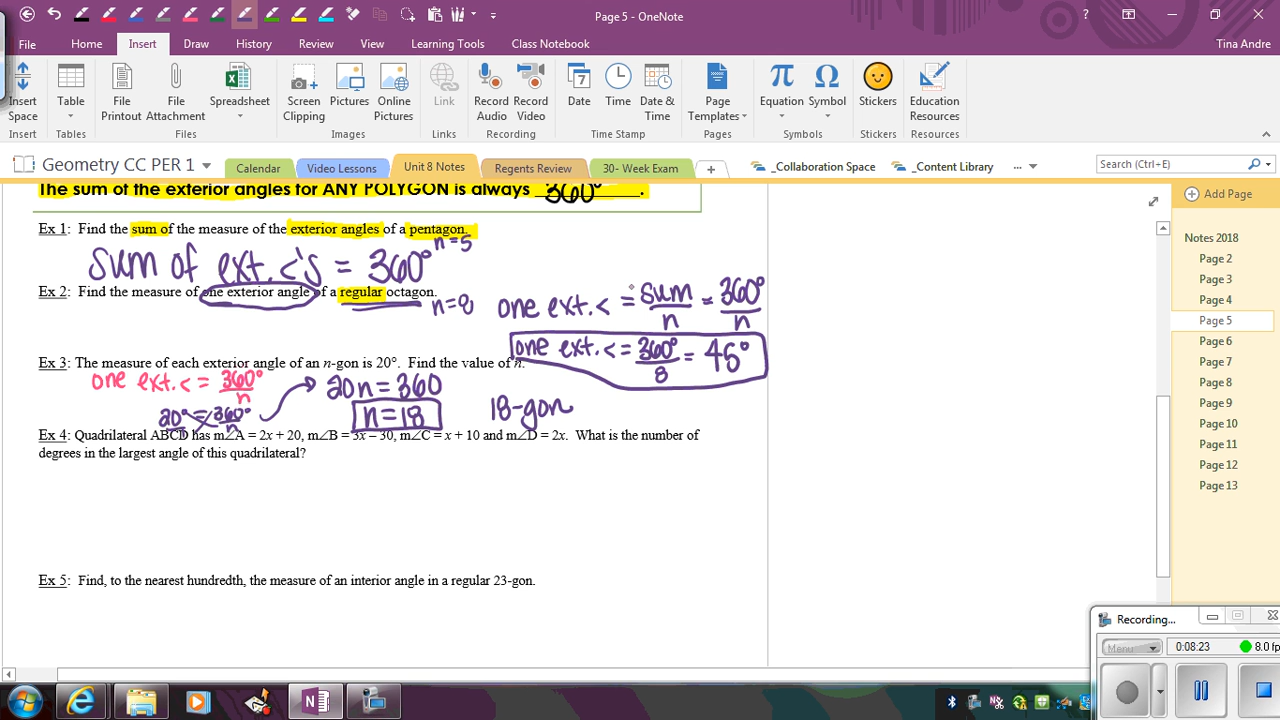 Page 5 - OneNote
?
File Home Insert Draw History Review View Learning Tools Class Notebook
Tina Andre
Insert Space
Table
File Printout
File Attachment
Spreadsheet
Screen Clipping
Pictures
Online Pictures
Link
Record Audio
Record Video
Date
Time
Date & Time
Page Templates
Equation
Symbol
Stickers
Education Resources
Insert Tables Files Images Links Recording Time Stamp Pages Symbols Stickers Resources
Geometry CC PER 1
Calendar Video Lessons Unit 8 Notes Regents Review 30- Week Exam + _Collaboration Space _Content Library ...
Search (Ctrl+E)
Add Page
Notes 2018
Page 2
Page 3
Page 4
Page 5
Page 6
Page 7
Page 8
Page 9
Page 10
Page 11
Page 12
Page 13
The sum of the exterior angles for ANY POLYGON is always 360°.
Ex 1: Find the sum of the measure of the exterior angles of a pentagon.
n=5
sum of ext. <'s = 360°
Ex 2: Find the measure of one exterior angle of a regular octagon.
n=8
one ext. < = sum/n = 360°/n
one ext. < = 360°/8 = 45°
Ex 3: The measure of each exterior angle of an n-gon is 20°. Find the value of n.
one ext. < = 360°/n
20° = 360°/n
20n = 360
n = 18
18-gon
Ex 4: Quadrilateral ABCD has m∠A = 2x + 20, m∠B = 3x – 30, m∠C = x + 10 and m∠D = 2x. What is the number of
degrees in the largest angle of this quadrilateral?
Ex 5: Find, to the nearest hundredth, the measure of an interior angle in a regular 23-gon.
Recording...
Menu
0:08:23
8.0 fp